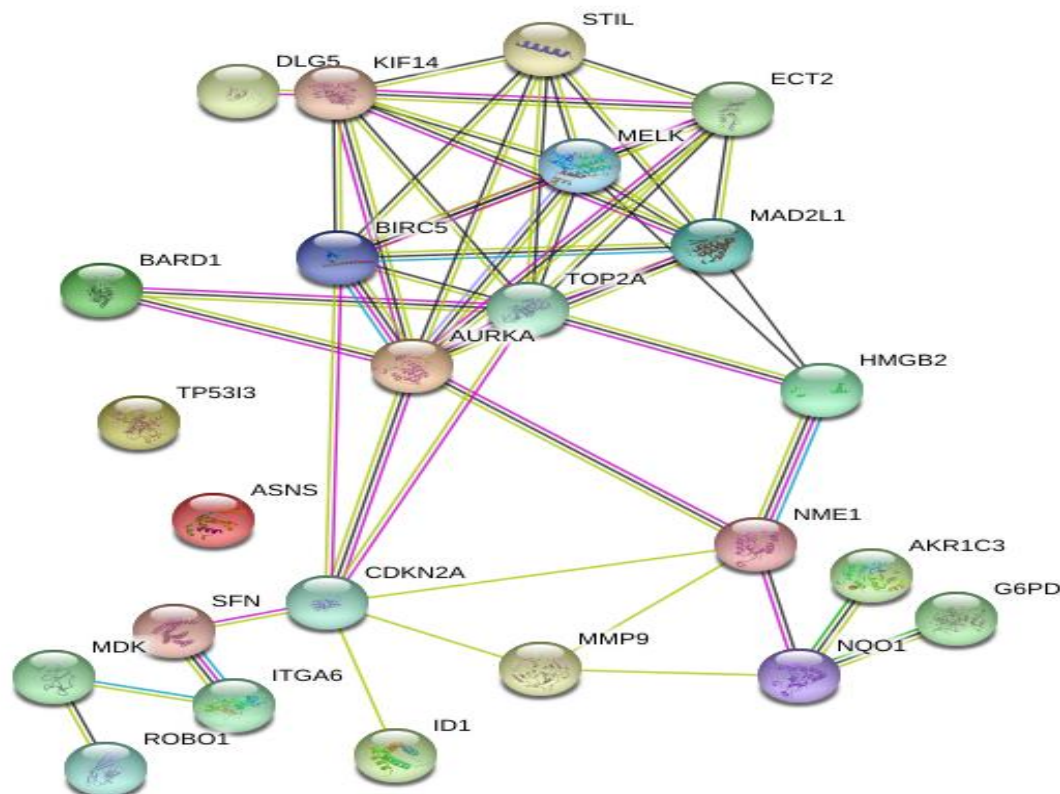 STIL
DLG5
KIF14
ECT2
MELK
MAD2L1
BIRC5
BARD1
TOP2A
AURKA
HMGB2
TP53I3
ASNS
NME1
AKR1C3
CDKN2A
G6PD
SFN
MMP9
NQO1
MDK
ITGA6
ID1
ROBO1